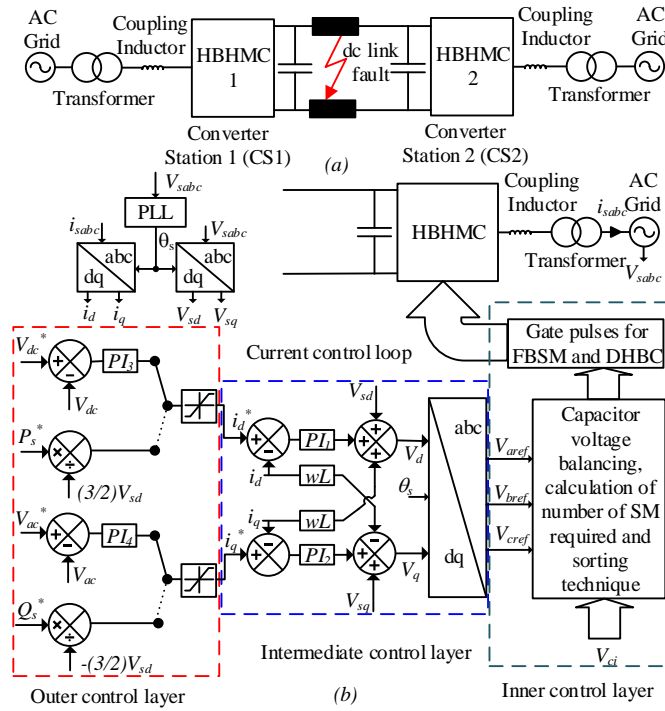 AC
Grid
Coupling
Inductor
Transformer
HBHMC
1
Converter
Station 1 (CS1)
dc link
fault
(a)
HBHMC
2
Converter
Station 2 (CS2)
Coupling
Inductor
Transformer
AC
Grid
V_sabc
PLL
θ_s
i_sabc
abc
dq
i_d
i_q
V_sabc
abc
dq
V_sd
V_sq
HBHMC
Coupling
Inductor
Transformer
i_sabc
AC
Grid
V_sabc
V_dc*
+
-
V_dc
PI_3
P_s*
×
÷
(3/2)V_sd
V_ac*
+
-
V_ac
PI_4
Q_s*
×
÷
-(3/2)V_sd
Outer control layer
Current control loop
i_d*
+
-
i_d
PI_1
wL
V_sd
+
+
+
V_d
i_q
wL
i_q*
+
-
PI_2
-
-
+
V_q
V_sq
θ_s
abc
dq
Intermediate control layer
(b)
V_aref
V_bref
V_cref
Gate pulses for
FBSM and DHBC
Capacitor
voltage
balancing,
calculation of
number of SM
required and
sorting
technique
V_ci
Inner control layer